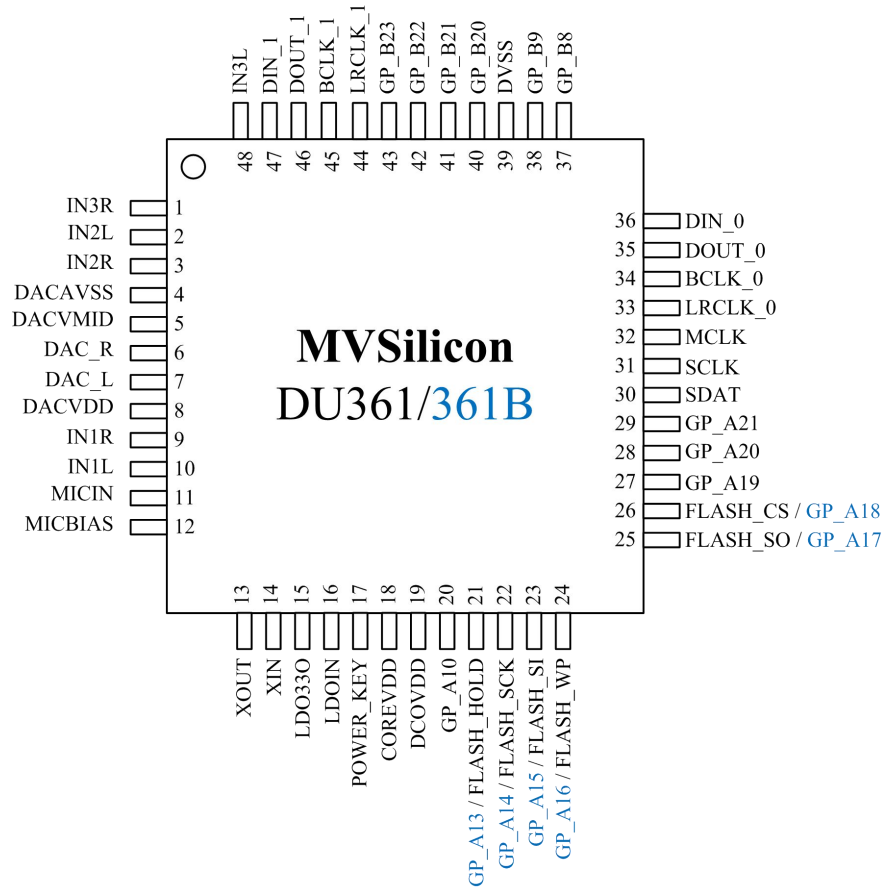 IN3L
DIN_1
DOUT_1
BCLK_1
LRCLK_1
GP_B23
GP_B22
GP_B21
GP_B20
DVSS
GP_B9
GP_B8
48
47
46
45
44
43
42
41
40
39
38
37
IN3R 1
IN2L 2
IN2R 3
DACAVSS 4
DACVMID 5
DAC_R 6
DAC_L 7
DACVDD 8
IN1R 9
IN1L 10
MICIN 11
MICBIAS 12
MVSilicon
DU361/361B
36 DIN_0
35 DOUT_0
34 BCLK_0
33 LRCLK_0
32 MCLK
31 SCLK
30 SDAT
29 GP_A21
28 GP_A20
27 GP_A19
26 FLASH_CS / GP_A18
25 FLASH_SO / GP_A17
13
14
15
16
17
18
19
20
21
22
23
24
XOUT
XIN
LDO33O
LDOIN
POWER_KEY
COREVDD
DCOVDD
GP_A10
GP_A13 / FLASH_HOLD
GP_A14 / FLASH_SCK
GP_A15 / FLASH_SI
GP_A16 / FLASH_WP